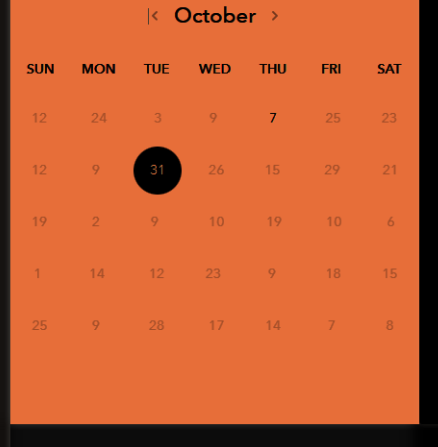 ‹ October ›
SUN MON TUE WED THU FRI SAT
12 24 3 9 7 25 23
12 9 31 26 15 29 21
19 2 9 10 19 10 6
1 14 12 23 9 18 15
25 9 28 17 14 7 8